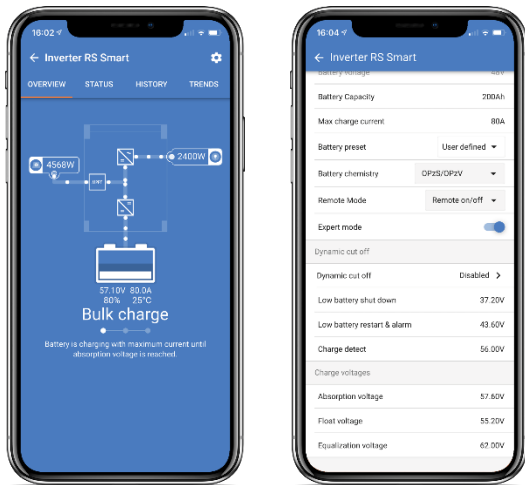 16:02
Inverter RS Smart
OVERVIEW STATUS HISTORY TRENDS
4568W
2400W
MPPT
57.10V 80.0A
80% 25°C
Bulk charge
Battery is charging with maximum current until
absorption voltage is reached.
16:04
Inverter RS Smart
Battery voltage 48V
Battery Capacity 200Ah
Max charge current 80A
Battery preset User defined
Battery chemistry OPzS/OPzV
Remote Mode Remote on/off
Expert mode
Dynamic cut off
Dynamic cut off Disabled
Low battery shut down 37.20V
Low battery restart & alarm 43.60V
Charge detect 56.00V
Charge voltages
Absorption voltage 57.60V
Float voltage 55.20V
Equalization voltage 62.00V